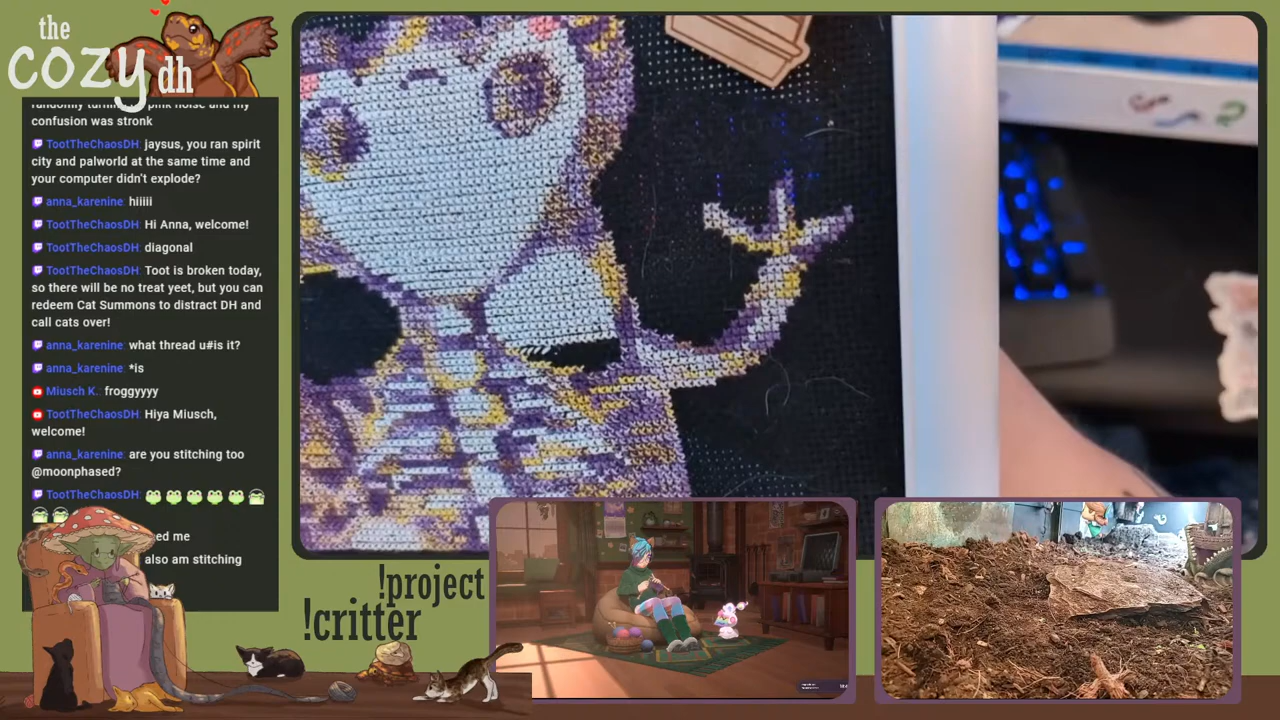 the
cozy dh
confusion was stronk
TootTheChaosDH: jaysus, you ran spirit
city and palworld at the same time and
your computer didn't explode?
anna_karenine: hiiiii
TootTheChaosDH: Hi Anna, welcome!
TootTheChaosDH: diagonal
TootTheChaosDH: Toot is broken today,
so there will be no treat yeet, but you can
redeem Cat Summons to distract DH and
call cats over!
anna_karenine: what thread u#is it?
anna_karenine: *is
Miusch K.: froggyyyy
TootTheChaosDH: Hiya Miusch,
welcome!
anna_karenine: are you stitching too
@moonphased?
TootTheChaosDH:
me
also am stitching
!project
!critter